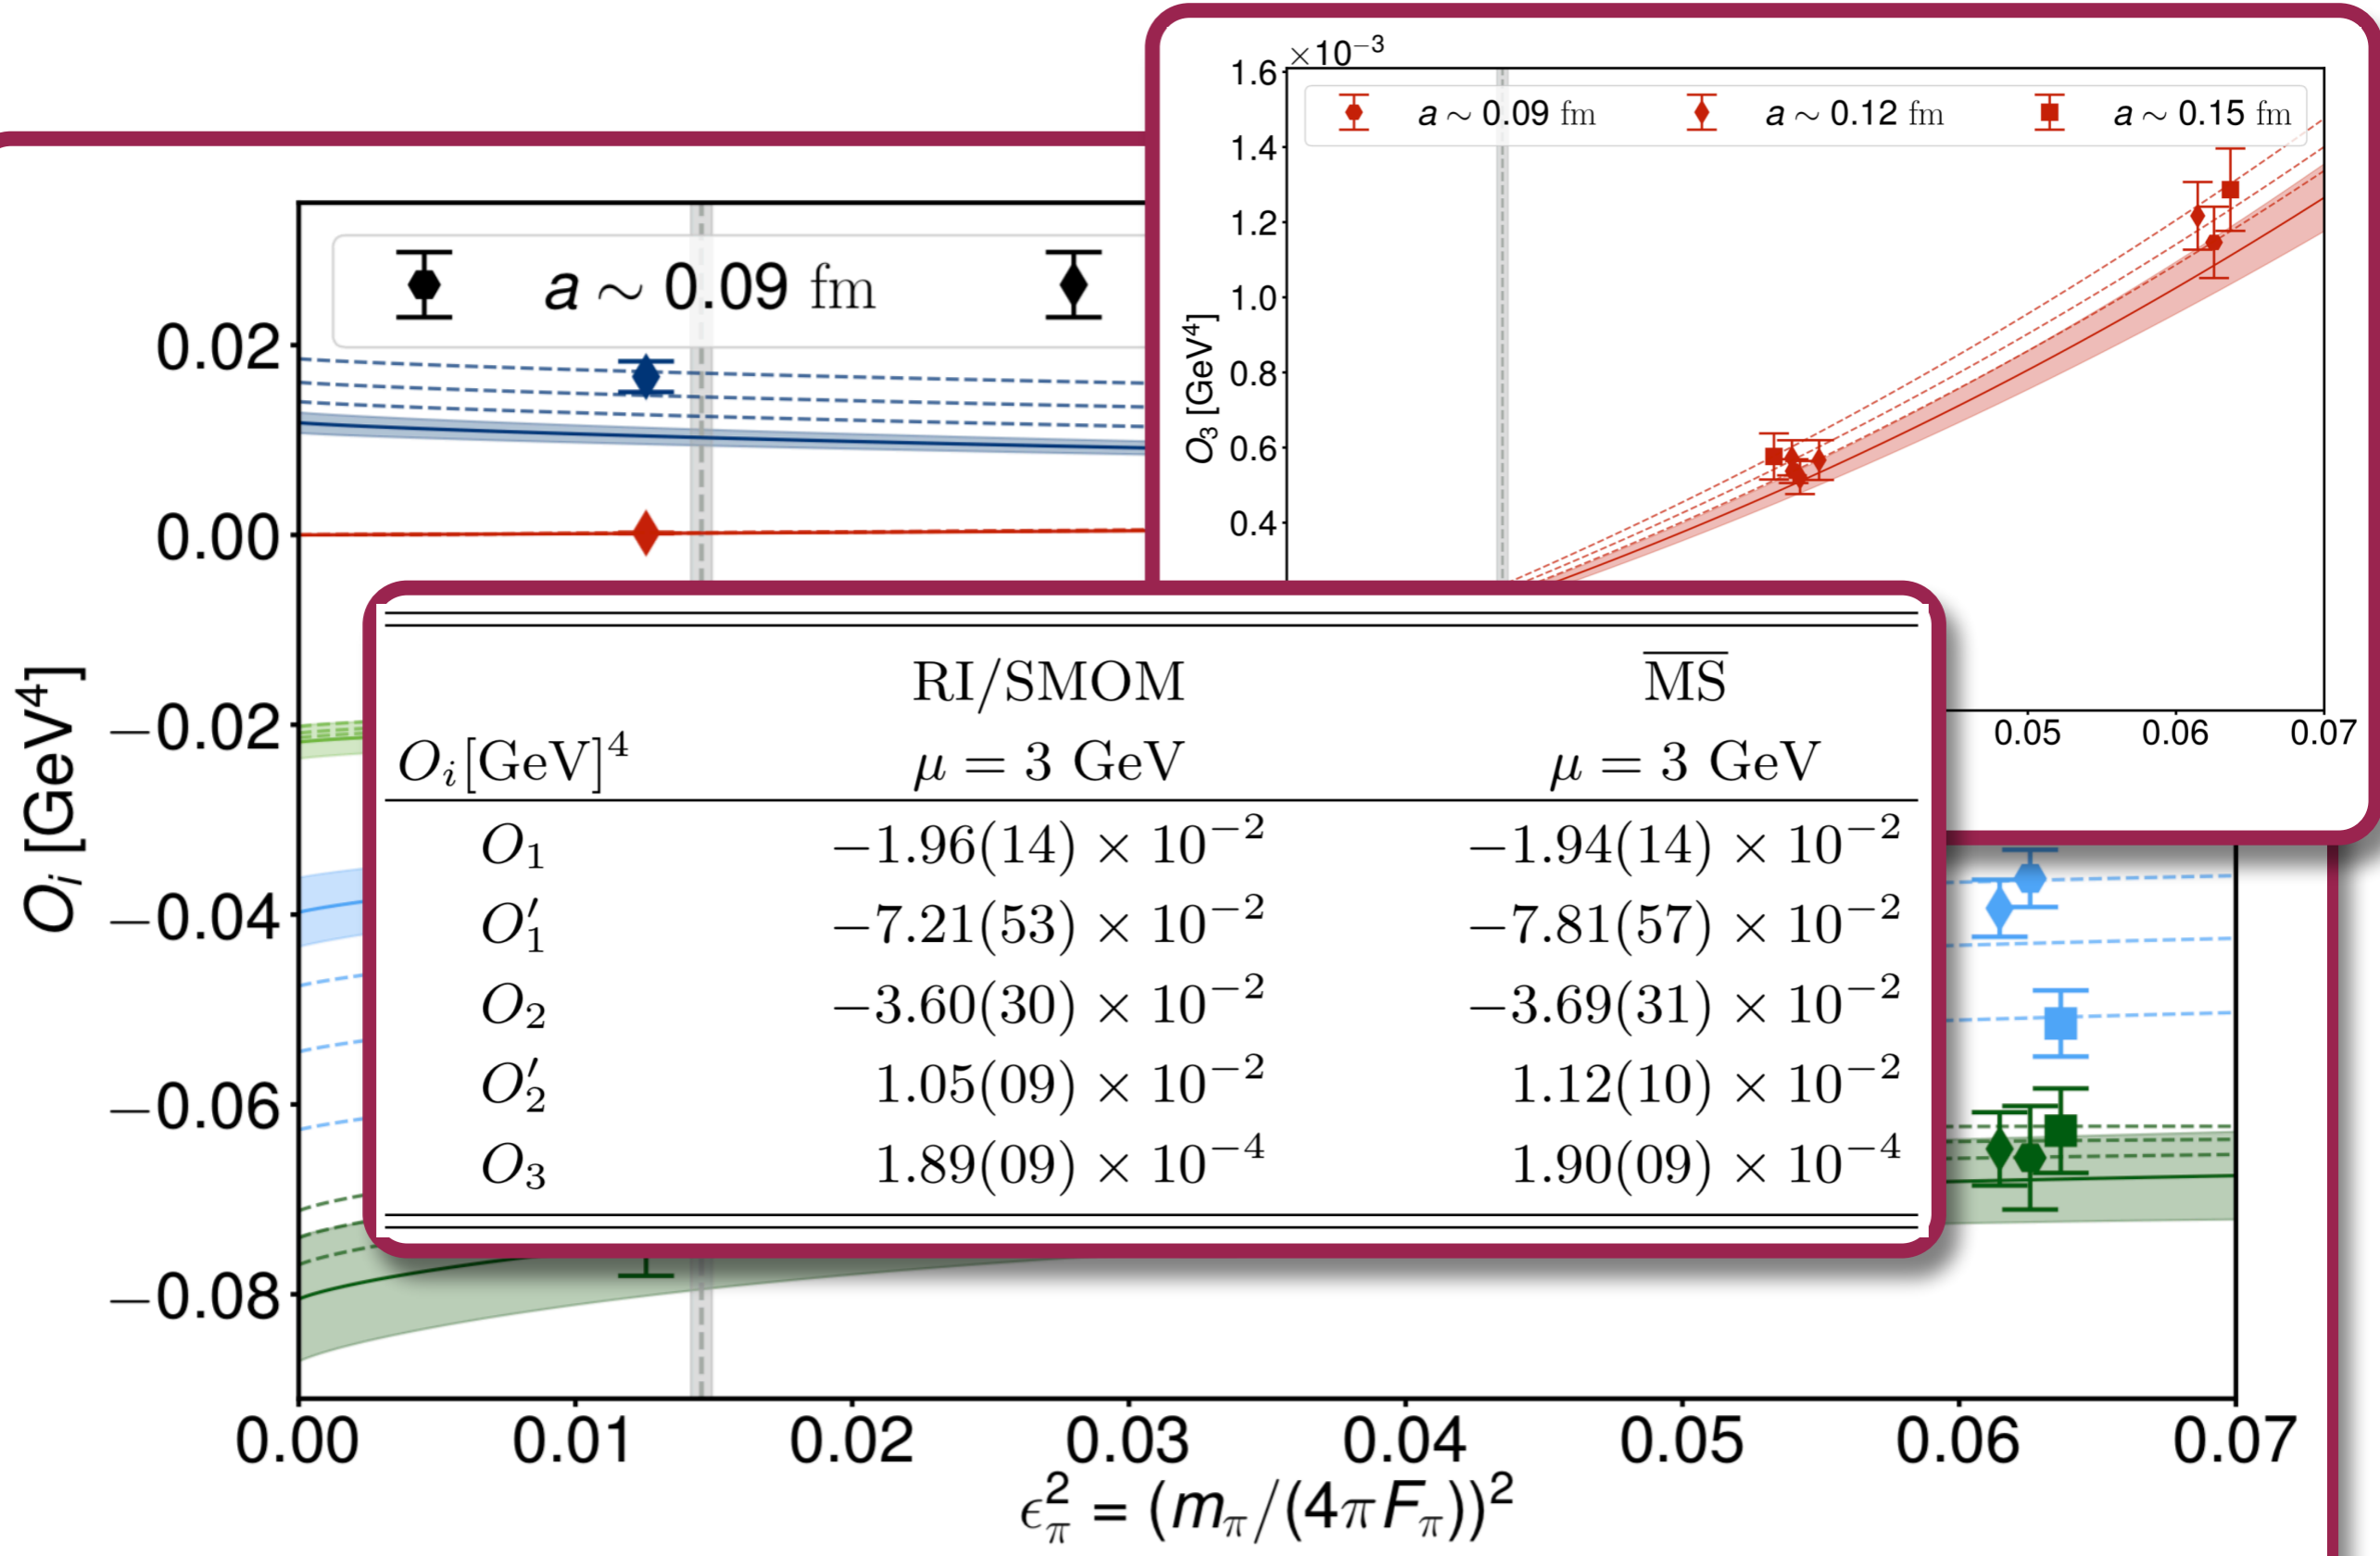 ×10⁻³
1.6
a ~ 0.09 fm a ~ 0.12 fm a ~ 0.15 fm
1.4
1.2
1.0
0.8
0.6
0.4
O₃ [GeV⁴]
0.05 0.06 0.07
a ~ 0.09 fm
0.02
0.00
−0.02
−0.04
−0.06
−0.08
Oᵢ [GeV⁴]
RI/SMOM M̅S̅
Oᵢ[GeV]⁴ μ = 3 GeV μ = 3 GeV
O₁ −1.96(14) × 10⁻² −1.94(14) × 10⁻²
O′₁ −7.21(53) × 10⁻² −7.81(57) × 10⁻²
O₂ −3.60(30) × 10⁻² −3.69(31) × 10⁻²
O′₂ 1.05(09) × 10⁻² 1.12(10) × 10⁻²
O₃ 1.89(09) × 10⁻⁴ 1.90(09) × 10⁻⁴
0.00 0.01 0.02 0.03 0.04 0.05 0.06 0.07
ϵ²_π = (m_π/(4πF_π))²